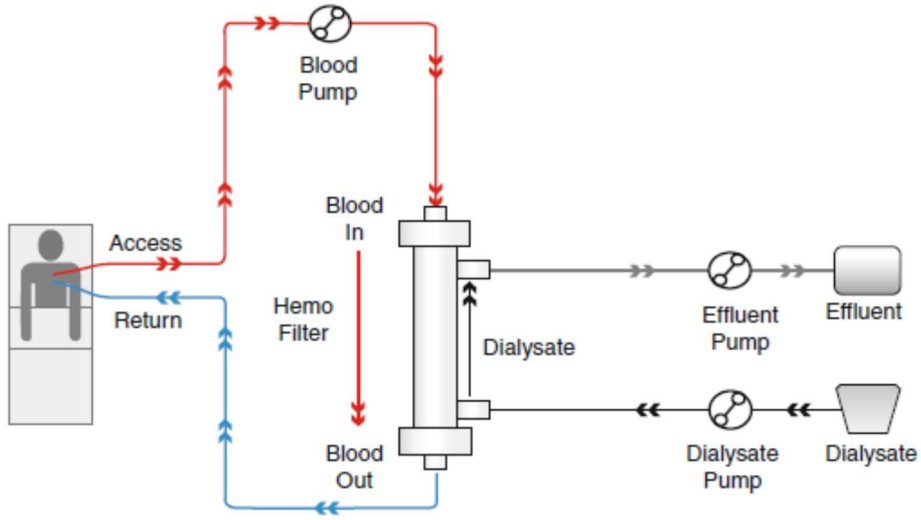 Blood
Pump
Access
Return
Blood
In
Hemo
Filter
Blood
Out
Dialysate
Effluent
Pump
Effluent
Dialysate
Pump
Dialysate